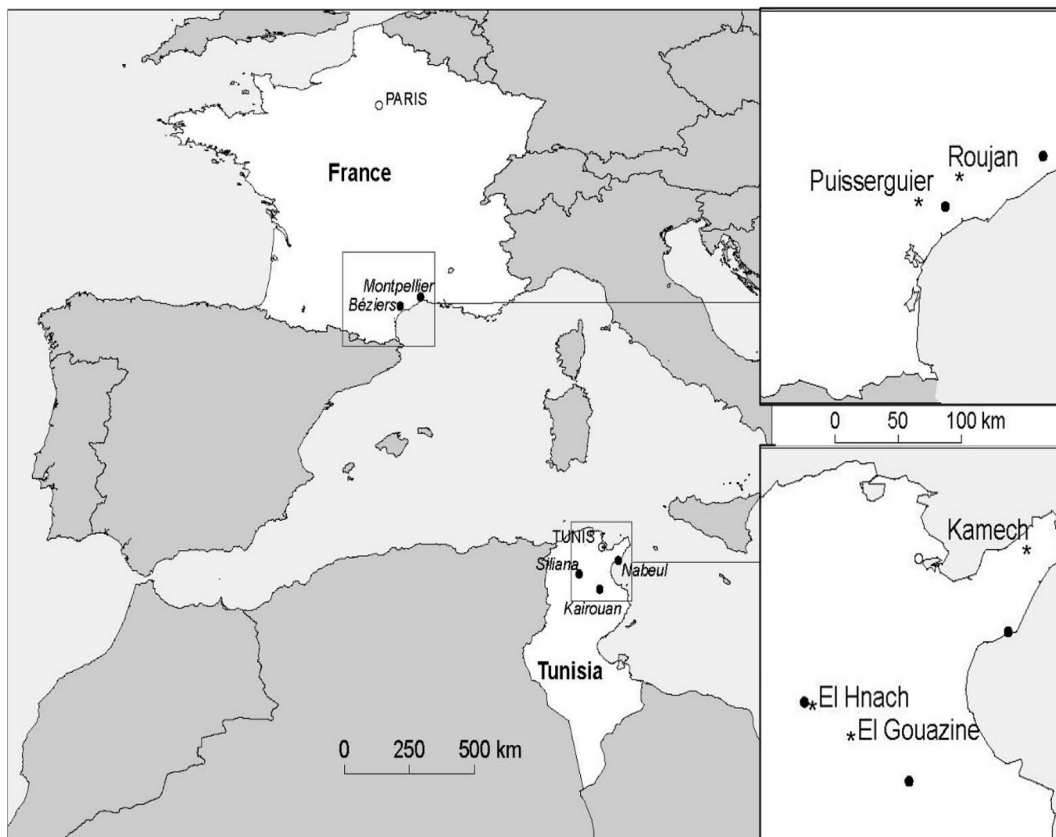 PARIS
France
Montpellier
Béziers
TUNIS
Siliana
Nabeul
Kairouan
Tunisia
0 250 500 km
Roujan
Puisserguier
0 50 100 km
Kamech
*El Hnach
*El Gouazine